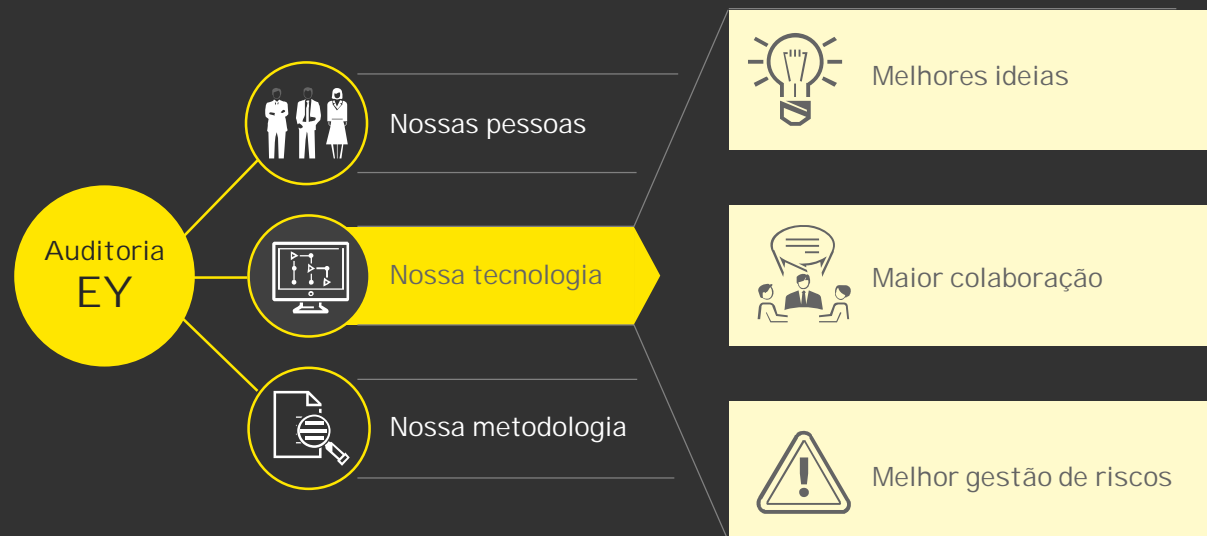 Auditoria
EY
Nossas pessoas
Nossa tecnologia
Nossa metodologia
Melhores ideias
Maior colaboração
Melhor gestão de riscos